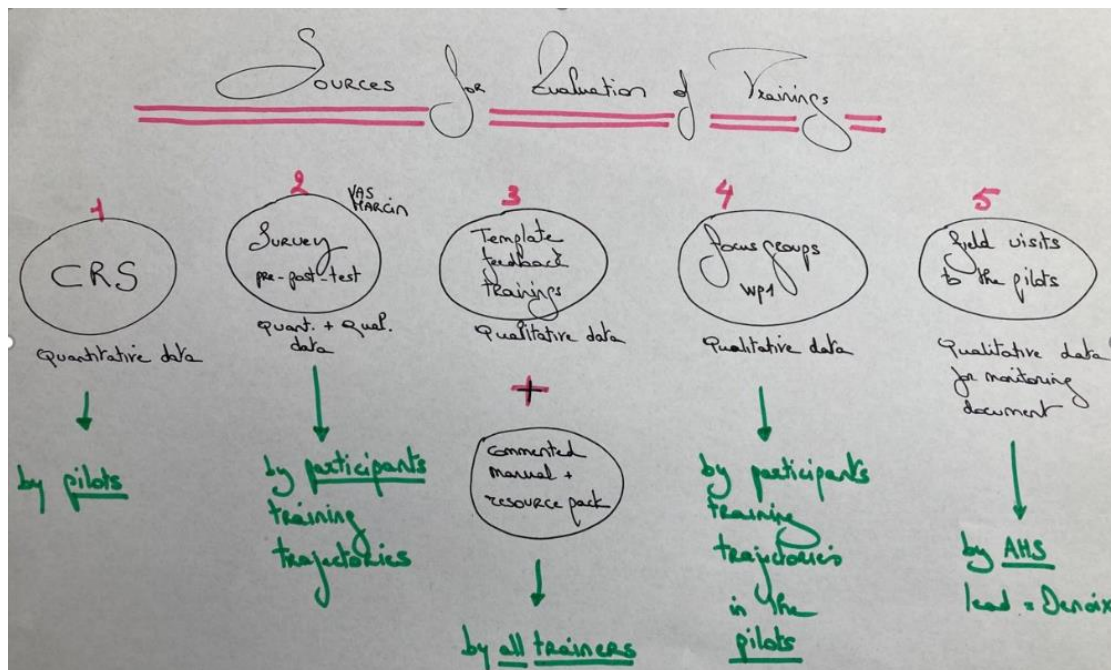 Sources for Evaluation of Trainings
1
CRS
Quantitative data
by pilots
2
VAS
MARCIN
Survey
pre-post-test
Quant. + Qual.
data
by participants
training
trajectories
3
Template
feedback
trainings
Qualitative data
+
commented
manual +
resource pack
by all trainers
4
focus groups
WP1
Qualitative data
by participants
training
trajectories
in the
pilots
5
field visits
to the pilots
Qualitative data
for monitoring
document
by AHS
lead = Denoix